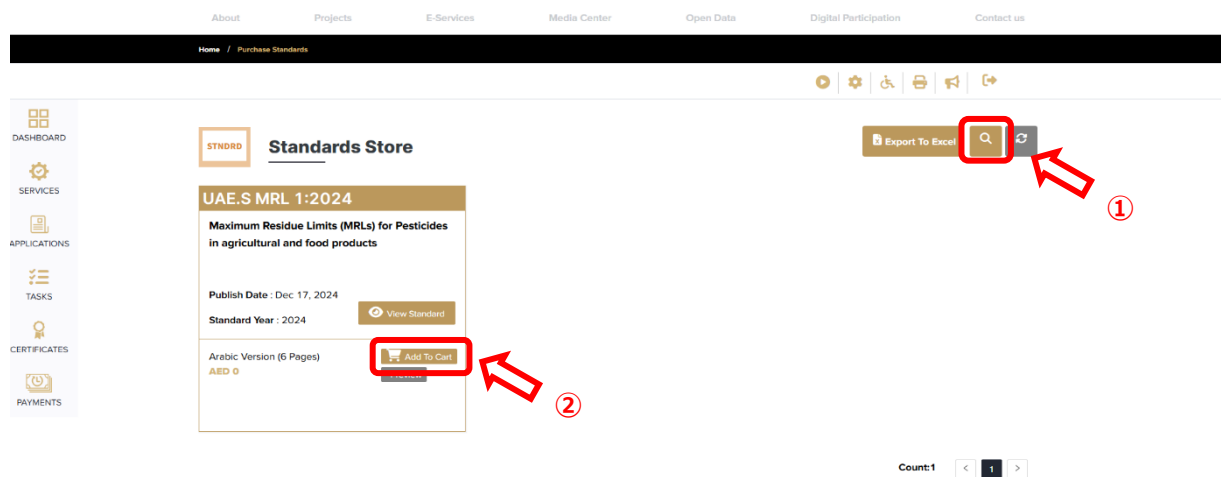 About Projects E-Services Media Center Open Data Digital Participation Contact us
Home / Purchase Standards
DASHBOARD
SERVICES
APPLICATIONS
TASKS
CERTIFICATES
PAYMENTS
STNDRD
Standards Store
Export To Excel
①
UAE.S MRL 1:2024
Maximum Residue Limits (MRLs) for Pesticides
in agricultural and food products
Publish Date : Dec 17, 2024
View Standard
Standard Year : 2024
Arabic Version (6 Pages)
Add To Cart
AED 0
②
Count:1 < 1 >